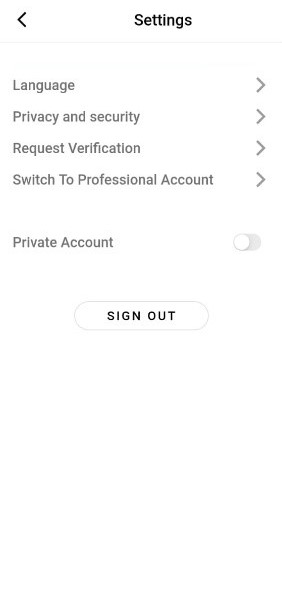 Settings
Language
Privacy and security
Request Verification
Switch To Professional Account
Private Account
SIGN OUT